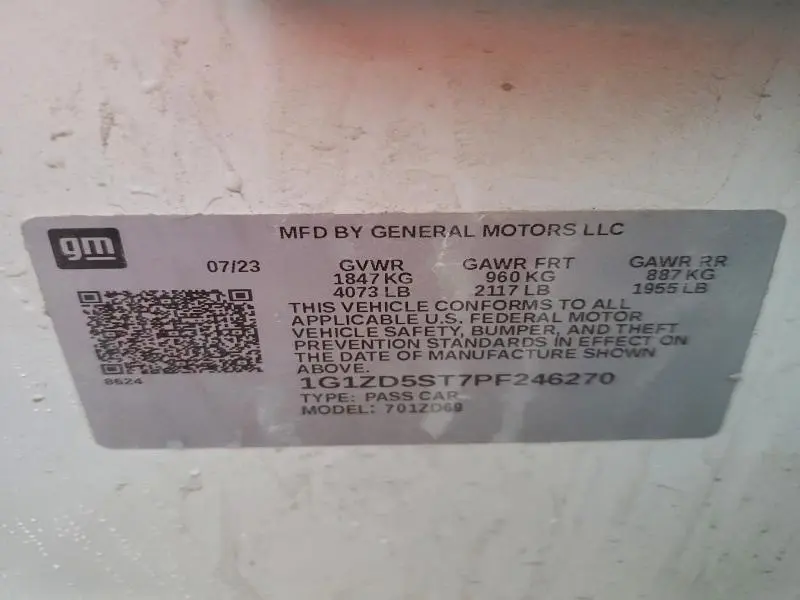 gm
MFD BY GENERAL MOTORS LLC
07/23 GVWR GAWR FRT GAWR RR
1847 KG 960 KG 887 KG
4073 LB 2117 LB 1955 LB
THIS VEHICLE CONFORMS TO ALL
APPLICABLE U.S. FEDERAL MOTOR
VEHICLE SAFETY, BUMPER, AND THEFT
PREVENTION STANDARDS IN EFFECT ON
THE DATE OF MANUFACTURE SHOWN
ABOVE.
8624
1G1ZD5ST7PF246270
TYPE: PASS CAR
MODEL: 701ZD69